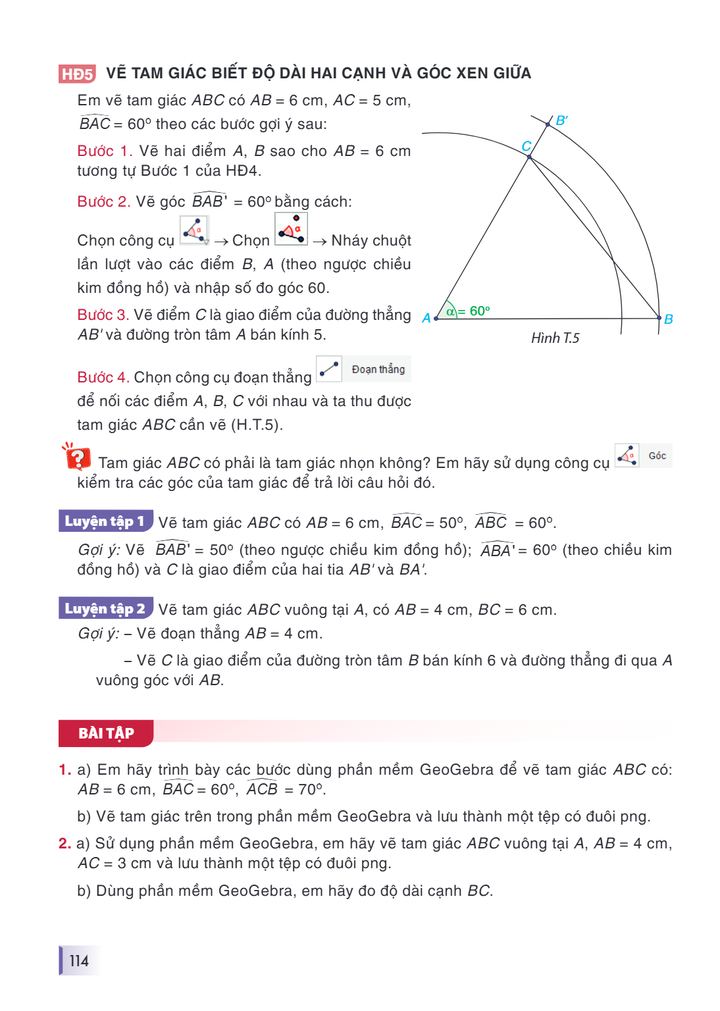 HĐ5 VẼ TAM GIÁC BIẾT ĐỘ DÀI HAI CẠNH VÀ GÓC XEN GIỮA
Em vẽ tam giác ABC có AB = 6 cm, AC = 5 cm,
BAC = 60º theo các bước gợi ý sau:
Bước 1. Vẽ hai điểm A, B sao cho AB = 6 cm
tương tự Bước 1 của HĐ4.
Bước 2. Vẽ góc BAB' = 60º bằng cách:
Chọn công cụ → Chọn → Nháy chuột
lần lượt vào các điểm B, A (theo ngược chiều
kim đồng hồ) và nhập số đo góc 60.
Bước 3. Vẽ điểm C là giao điểm của đường thẳng
AB' và đường tròn tâm A bán kính 5.
Bước 4. Chọn công cụ đoạn thẳng Đoạn thẳng
để nối các điểm A, B, C với nhau và ta thu được
tam giác ABC cần vẽ (H.T.5).
B'
C
A
α = 60º
B
Hình T.5
? Tam giác ABC có phải là tam giác nhọn không? Em hãy sử dụng công cụ Góc
kiểm tra các góc của tam giác để trả lời câu hỏi đó.
Luyện tập 1 Vẽ tam giác ABC có AB = 6 cm, BAC = 50º, ABC = 60º.
Gợi ý: Vẽ BAB' = 50º (theo ngược chiều kim đồng hồ); ABA' = 60º (theo chiều kim
đồng hồ) và C là giao điểm của hai tia AB' và BA'.
Luyện tập 2 Vẽ tam giác ABC vuông tại A, có AB = 4 cm, BC = 6 cm.
Gợi ý: – Vẽ đoạn thẳng AB = 4 cm.
– Vẽ C là giao điểm của đường tròn tâm B bán kính 6 và đường thẳng đi qua A
vuông góc với AB.
BÀI TẬP
1. a) Em hãy trình bày các bước dùng phần mềm GeoGebra để vẽ tam giác ABC có:
AB = 6 cm, BAC = 60º, ACB = 70º.
b) Vẽ tam giác trên trong phần mềm GeoGebra và lưu thành một tệp có đuôi png.
2. a) Sử dụng phần mềm GeoGebra, em hãy vẽ tam giác ABC vuông tại A, AB = 4 cm,
AC = 3 cm và lưu thành một tệp có đuôi png.
b) Dùng phần mềm GeoGebra, em hãy đo độ dài cạnh BC.
114